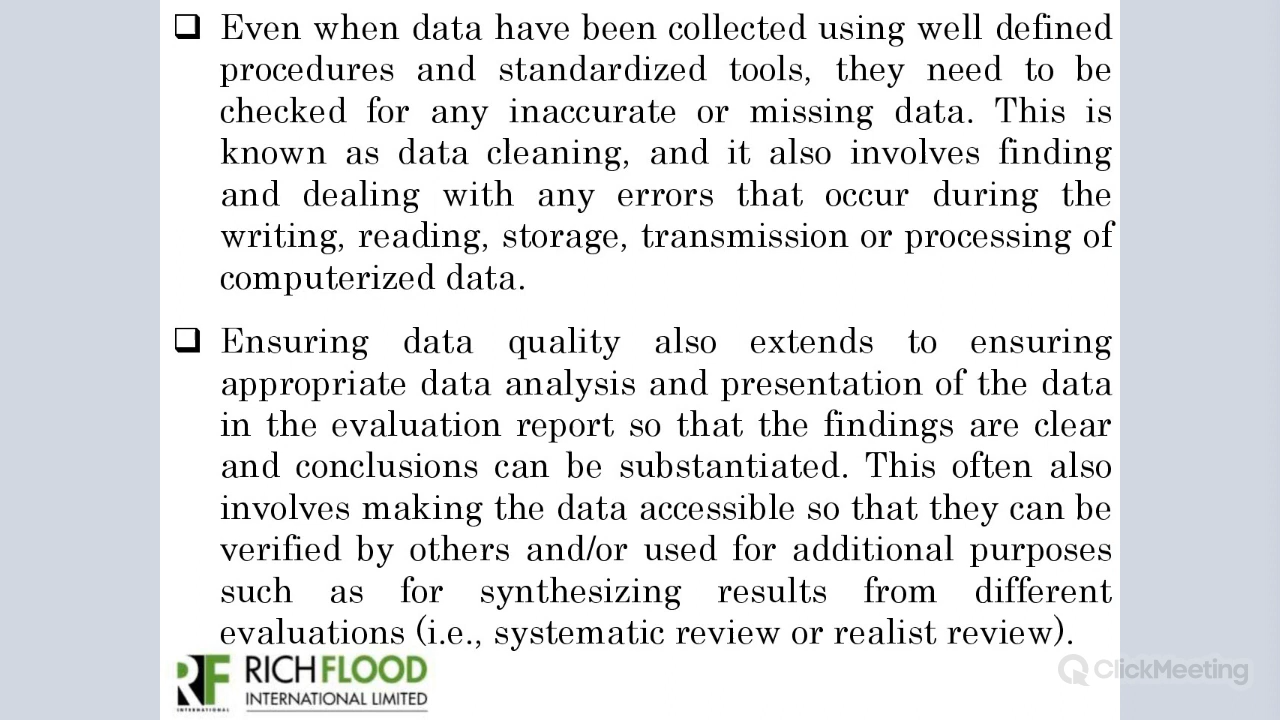 Even when data have been collected using well defined
procedures and standardized tools, they need to be
checked for any inaccurate or missing data. This is
known as data cleaning, and it also involves finding
and dealing with any errors that occur during the
writing, reading, storage, transmission or processing of
computerized data.
Ensuring data quality also extends to ensuring
appropriate data analysis and presentation of the data
in the evaluation report so that the findings are clear
and conclusions can be substantiated. This often also
involves making the data accessible so that they can be
verified by others and/or used for additional purposes
such as for synthesizing results from different
evaluations (i.e., systematic review or realist review).
RF
INTERNATIONAL
RICHFLOOD
INTERNATIONAL LIMITED
ClickMeeting